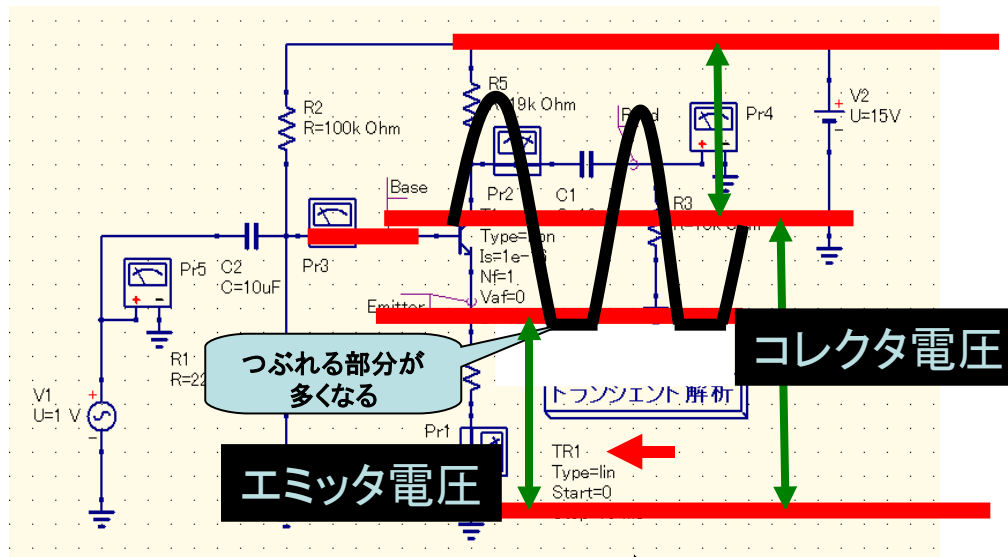 R2
R=100k Ohm
R5
19k Ohm
Pr4
V2
U=15V
Base
Pr2
C1
R3
Pr5
C2
C=10uF
Pr3
Type=
Is=1e-
Nf=1
Vaf=0
Emitter
つぶれる部分が
多くなる
コレクタ電圧
R1
R=22
トランジェント解析
V1
U=1 V
Pr1
エミッタ電圧
TR1
Type=lin
Start=0